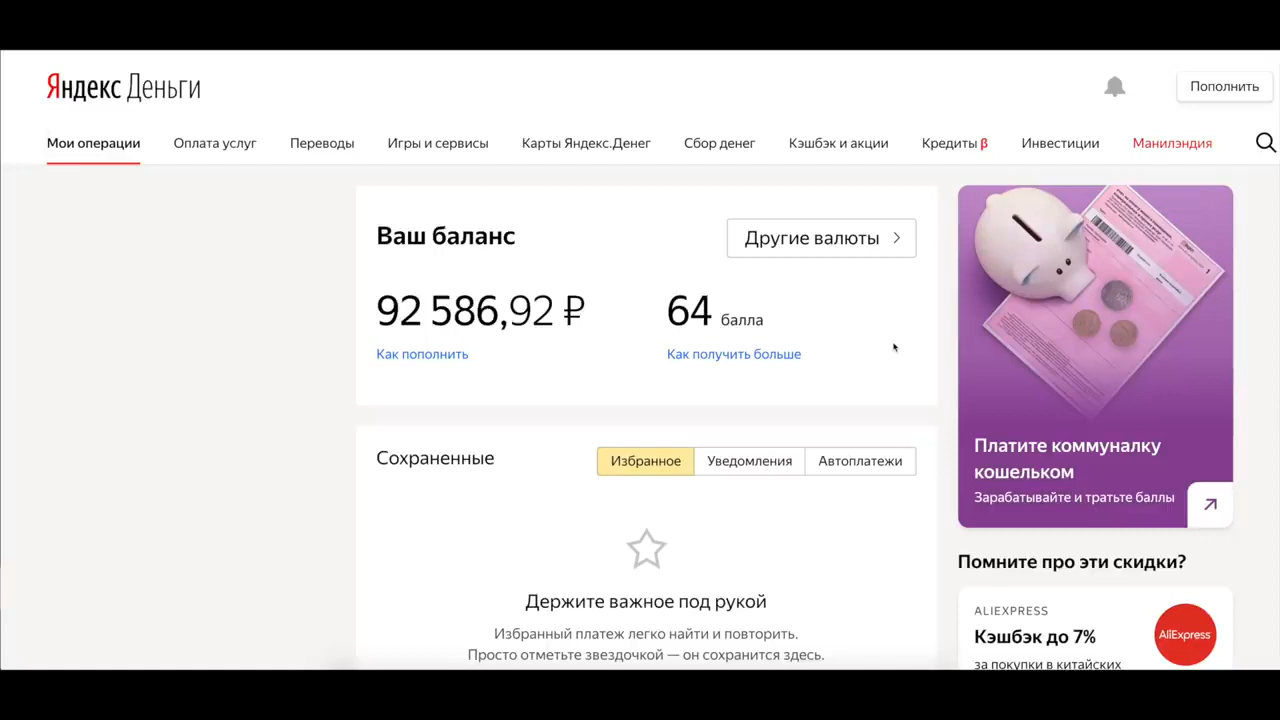 Яндекс Деньги
Пополнить
Мои операции Оплата услуг Переводы Игры и сервисы Карты Яндекс.Денег Сбор денег Кэшбэк и акции Кредиты β Инвестиции Манилэндия
Ваш баланс
Другие валюты
92 586,92 ₽
64 балла
Как пополнить
Как получить больше
Сохраненные
Избранное Уведомления Автоплатежи
Держите важное под рукой
Избранный платеж легко найти и повторить.
Просто отметьте звездочкой — он сохранится здесь.
Платите коммуналку
кошельком
Зарабатывайте и тратьте баллы
Помните про эти скидки?
ALIEXPRESS
Кэшбэк до 7%
AliExpress
за покупки в китайских